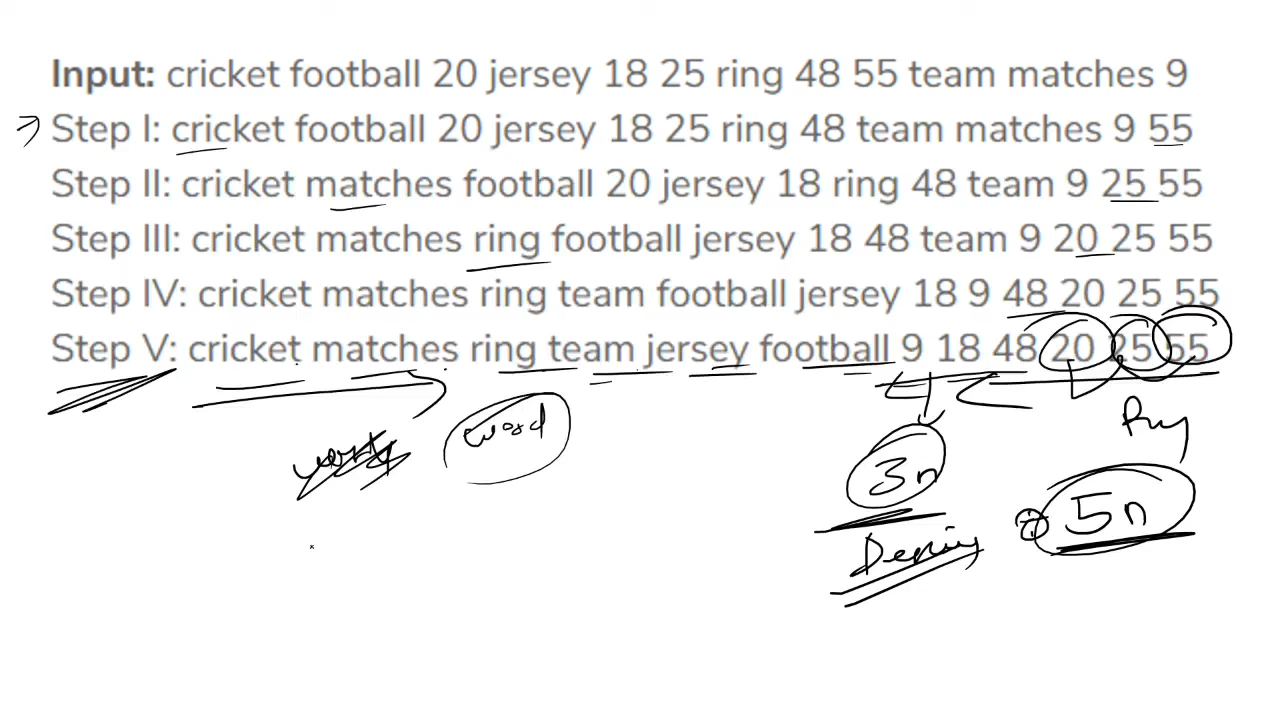 Input: cricket football 20 jersey 18 25 ring 48 55 team matches 9
Step I: cricket football 20 jersey 18 25 ring 48 team matches 9 55
Step II: cricket matches football 20 jersey 18 ring 48 team 9 25 55
Step III: cricket matches ring football jersey 18 48 team 9 20 25 55
Step IV: cricket matches ring team football jersey 18 9 48 20 25 55
Step V: cricket matches ring team jersey football 9 18 48 20 25 55
word
3n
5n